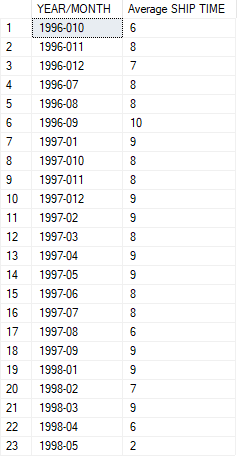 YEAR/MONTH Average SHIP TIME
1 1996-010 6
2 1996-011 8
3 1996-012 7
4 1996-07 8
5 1996-08 8
6 1996-09 10
7 1997-01 9
8 1997-010 8
9 1997-011 8
10 1997-012 9
11 1997-02 9
12 1997-03 8
13 1997-04 9
14 1997-05 9
15 1997-06 8
16 1997-07 8
17 1997-08 6
18 1997-09 9
19 1998-01 9
20 1998-02 7
21 1998-03 9
22 1998-04 6
23 1998-05 2